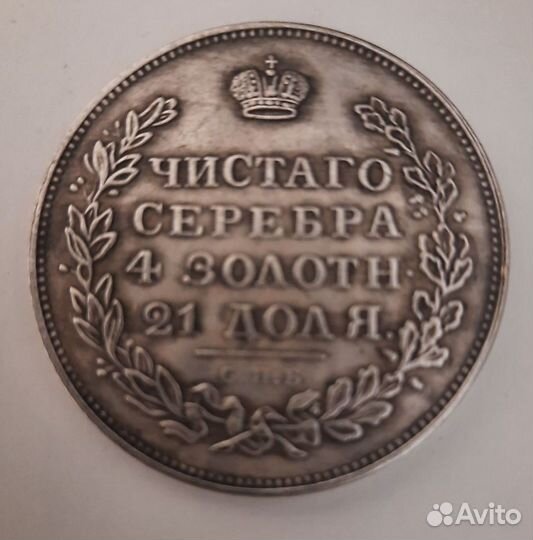 ЧИСТАГО
СЕРЕБРА
4 ЗОЛОТН.
21 ДОЛЯ.
С.П.Б.
Avito